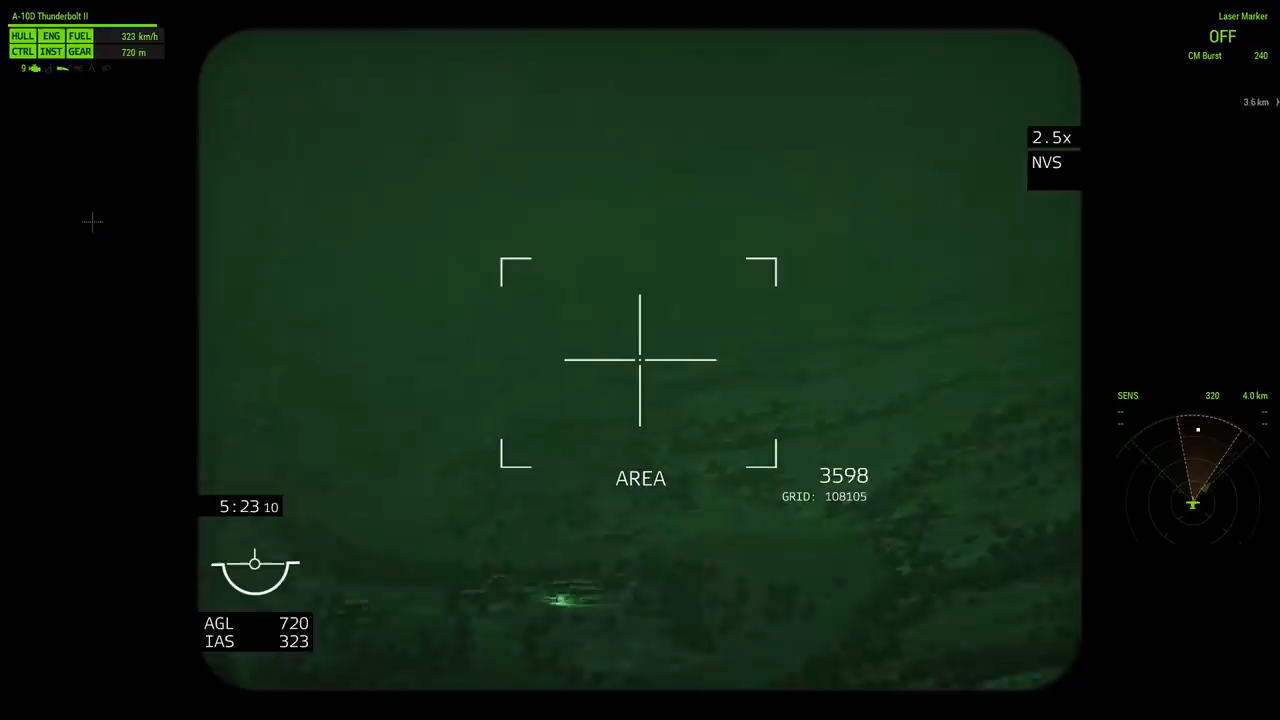 A-10D Thunderbolt II
HULL ENG FUEL 323 km/h
CTRL INST GEAR 720 m
9
Laser Marker
OFF
CM Burst 240
3.6 km
2.5x
NVS
SENS 320 4.0 km
-- --
-- --
AREA
3598
GRID: 108105
5:23 10
AGL 720
IAS 323